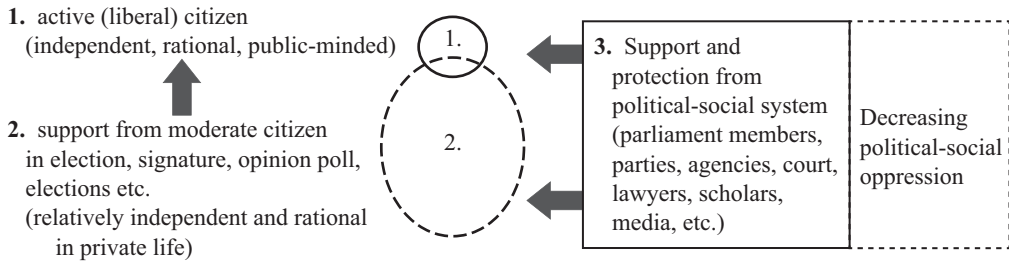 1. active (liberal) citizen
(independent, rational, public-minded)
2. support from moderate citizen
in election, signature, opinion poll,
elections etc.
(relatively independent and rational
in private life)
1.
2.
3. Support and
protection from
political-social system
(parliament members,
parties, agencies, court,
lawyers, scholars,
media, etc.)
Decreasing
political-social
oppression